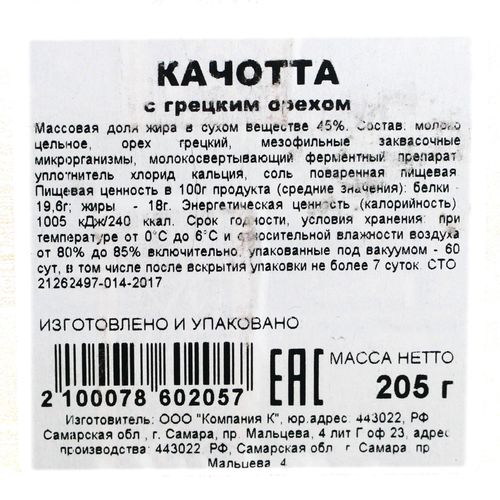 КАЧОТТА
с грецким орехом
Массовая доля жира в сухом веществе 45%. Состав: молоко
цельное, орех грецкий, мезофильные заквасочные
микроорганизмы, молокосвертывающий ферментный препарат,
уплотнитель хлорид кальция, соль поваренная пищевая.
Пищевая ценность в 100г продукта (средние значения): белки -
19,6г; жиры - 18г. Энергетическая ценность (калорийность)
1005 кДж/240 ккал. Срок годности, условия хранения: при
температуре от 0°С до 6°С и относительной влажности воздуха
от 80% до 85% включительно, упакованные под вакуумом - 60
сут, в том числе после вскрытия упаковки не более 7 суток. СТО
21262497-014-2017
ИЗГОТОВЛЕНО И УПАКОВАНО
ЕАС
МАССА НЕТТО
205 г
2 100078 602057
Изготовитель: ООО "Компания К", юр.адрес: 443022, РФ,
Самарская обл., г. Самара, пр. Мальцева, 4 лит Г оф 23, адрес
производства: 443022, РФ, Самарская обл., г. Самара, пр.
Мальцева, 4